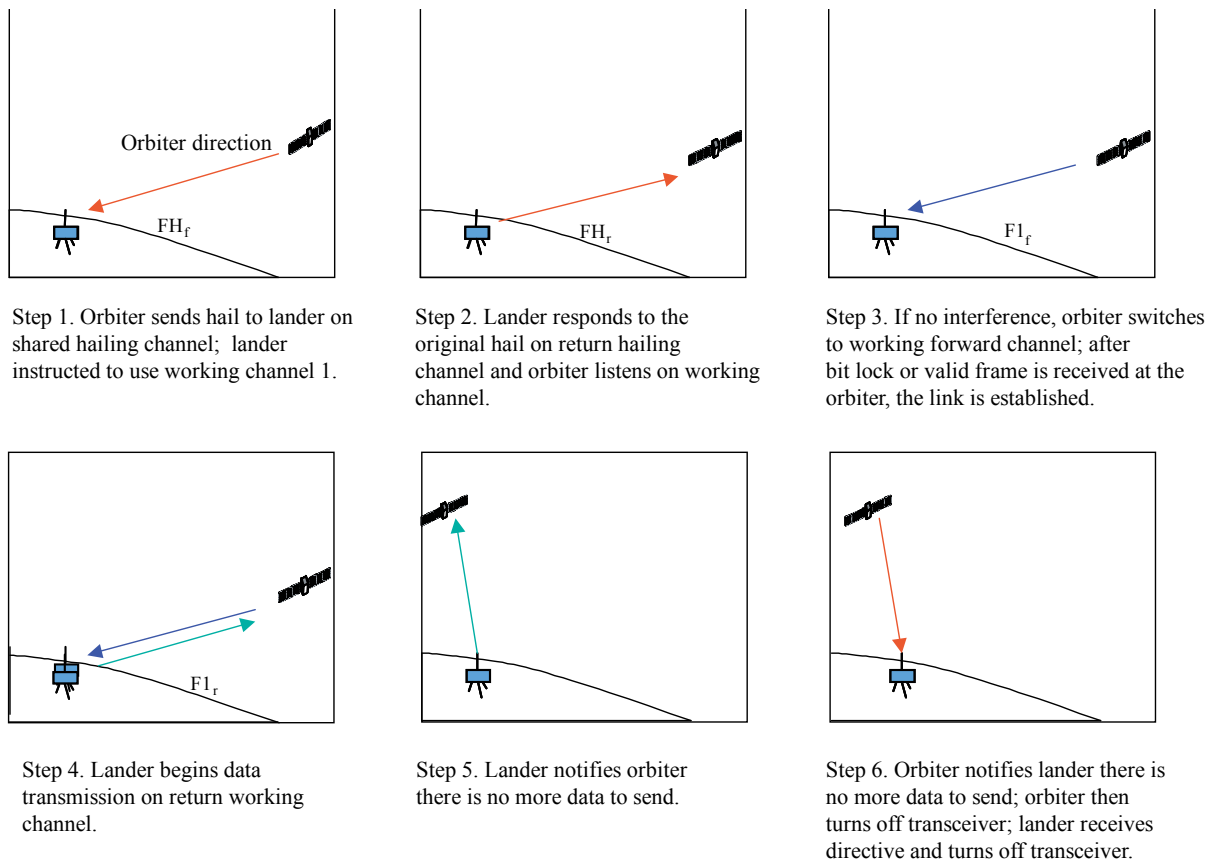 Orbiter direction
FHf
Step 1. Orbiter sends hail to lander on
shared hailing channel; lander
instructed to use working channel 1.
FHr
Step 2. Lander responds to the
original hail on return hailing
channel and orbiter listens on working
channel.
F1f
Step 3. If no interference, orbiter switches
to working forward channel; after
bit lock or valid frame is received at the
orbiter, the link is established.
F1r
Step 4. Lander begins data
transmission on return working
channel.
Step 5. Lander notifies orbiter
there is no more data to send.
Step 6. Orbiter notifies lander there is
no more data to send; orbiter then
turns off transceiver; lander receives
directive and turns off transceiver.